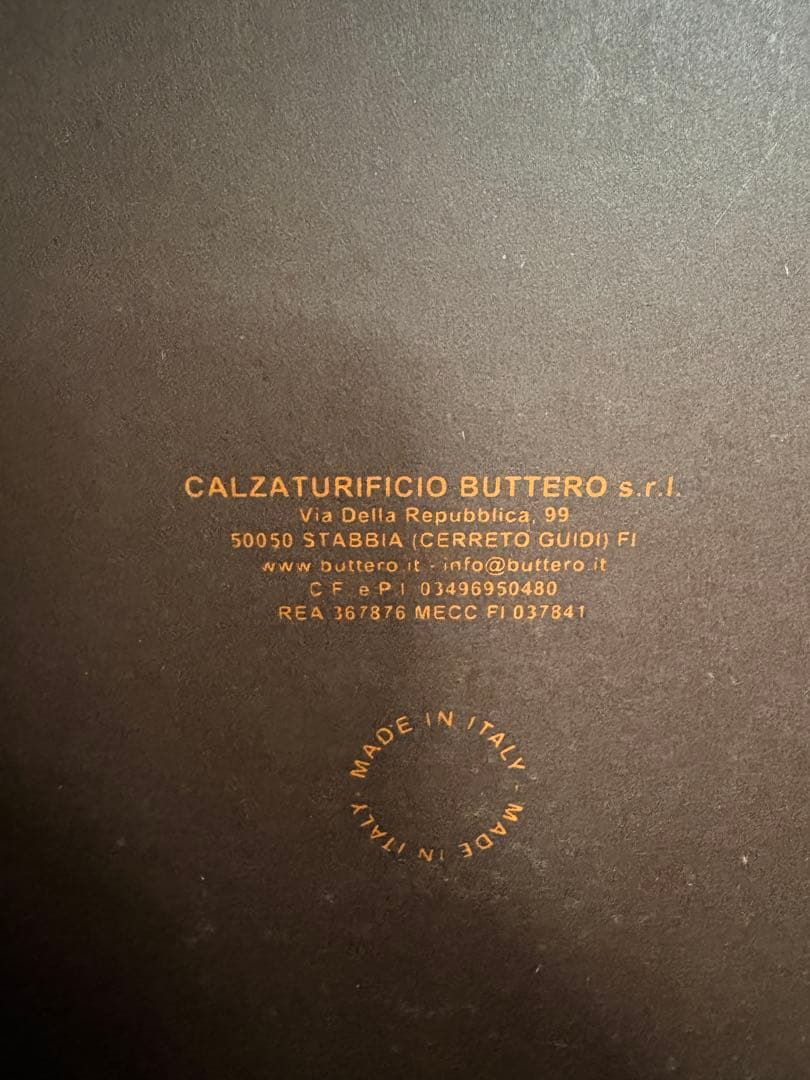 CALZATURIFICIO BUTTERO s.r.l.
Via Della Repubblica, 99
50050 STABBIA (CERRETO GUIDI) FI
www.buttero.it - info@buttero.it
C.F. e P.I. 03496950480
REA 367876 MECC FI 037841
MADE IN ITALY · MADE IN ITALY ·